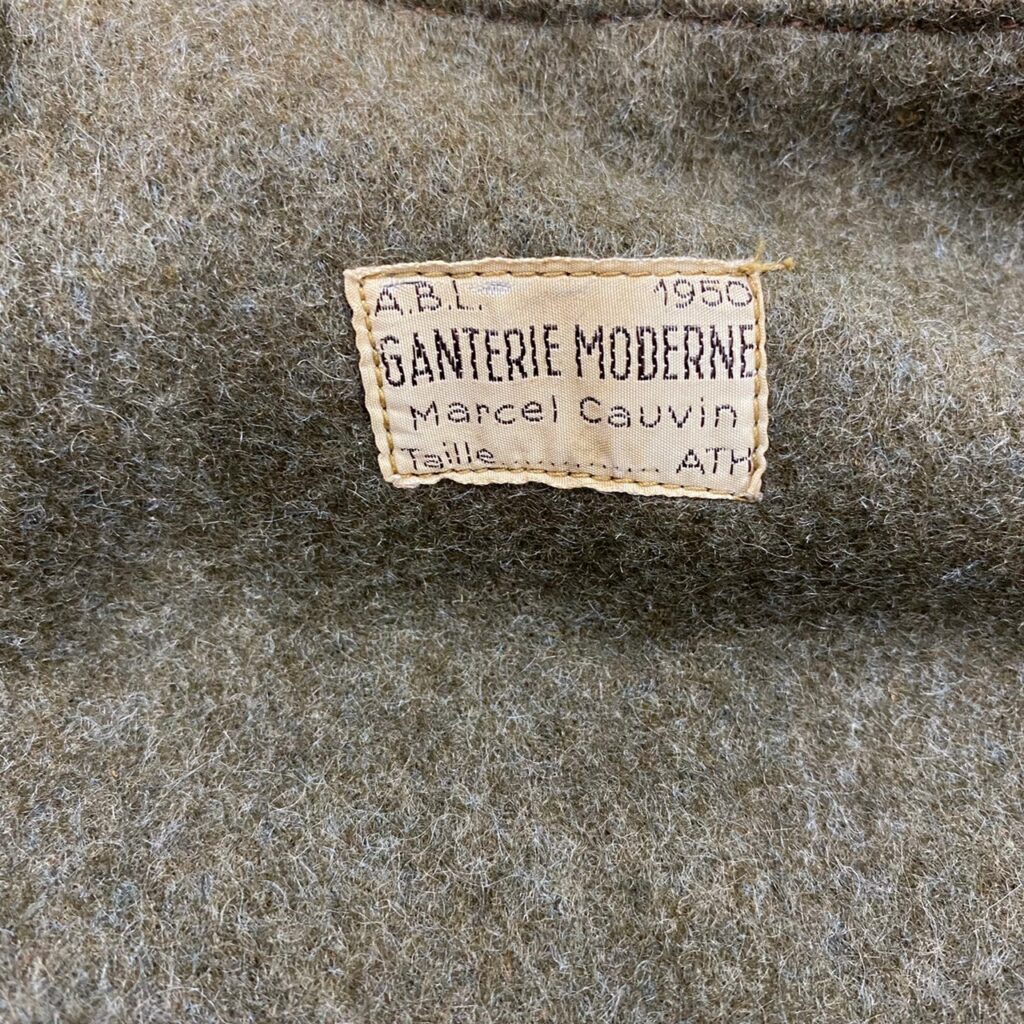 A.B.L. 1950
GANTERIE MODERNE
Marcel Cauvin
Taille ............ ATH